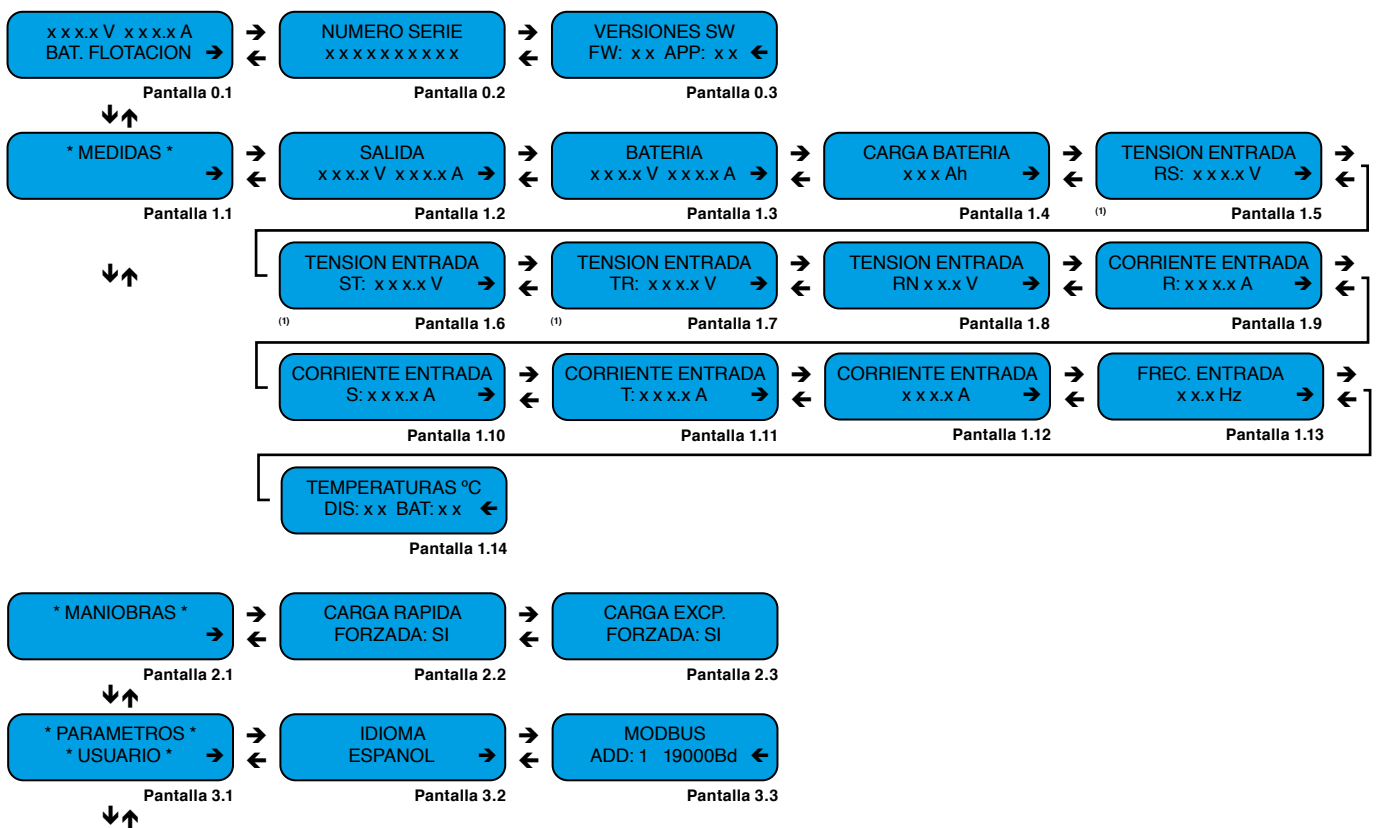 x x x.x V x x x.x A
BAT. FLOTACION
Pantalla 0.1
NUMERO SERIE
x x x x x x x x x x
Pantalla 0.2
VERSIONES SW
FW: x x APP: x x
Pantalla 0.3
* MEDIDAS *
Pantalla 1.1
SALIDA
x x x.x V x x x.x A
Pantalla 1.2
BATERIA
x x x.x V x x x.x A
Pantalla 1.3
CARGA BATERIA
x x x Ah
Pantalla 1.4
TENSION ENTRADA
RS: x x x.x V
(1) Pantalla 1.5
TENSION ENTRADA
ST: x x x.x V
(1) Pantalla 1.6
TENSION ENTRADA
TR: x x x.x V
(1) Pantalla 1.7
TENSION ENTRADA
RN x x.x V
Pantalla 1.8
CORRIENTE ENTRADA
R: x x x.x A
Pantalla 1.9
CORRIENTE ENTRADA
S: x x x.x A
Pantalla 1.10
CORRIENTE ENTRADA
T: x x x.x A
Pantalla 1.11
CORRIENTE ENTRADA
x x x.x A
Pantalla 1.12
FREC. ENTRADA
x x.x Hz
Pantalla 1.13
TEMPERATURAS ºC
DIS: x x BAT: x x
Pantalla 1.14
* MANIOBRAS *
Pantalla 2.1
CARGA RAPIDA
FORZADA: SI
Pantalla 2.2
CARGA EXCP.
FORZADA: SI
Pantalla 2.3
* PARAMETROS *
* USUARIO *
Pantalla 3.1
IDIOMA
ESPANOL
Pantalla 3.2
MODBUS
ADD: 1 19000Bd
Pantalla 3.3